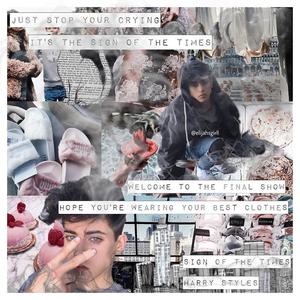 JUST STOP YOUR CRYING
IT'S THE SIGN OF THE TIMES
@elijahsgirll
WELCOME TO THE FINAL SHOW
HOPE YOU'RE WEARING YOUR BEST CLOTHES
SIGN OF THE TIMES
HARRY STYLES